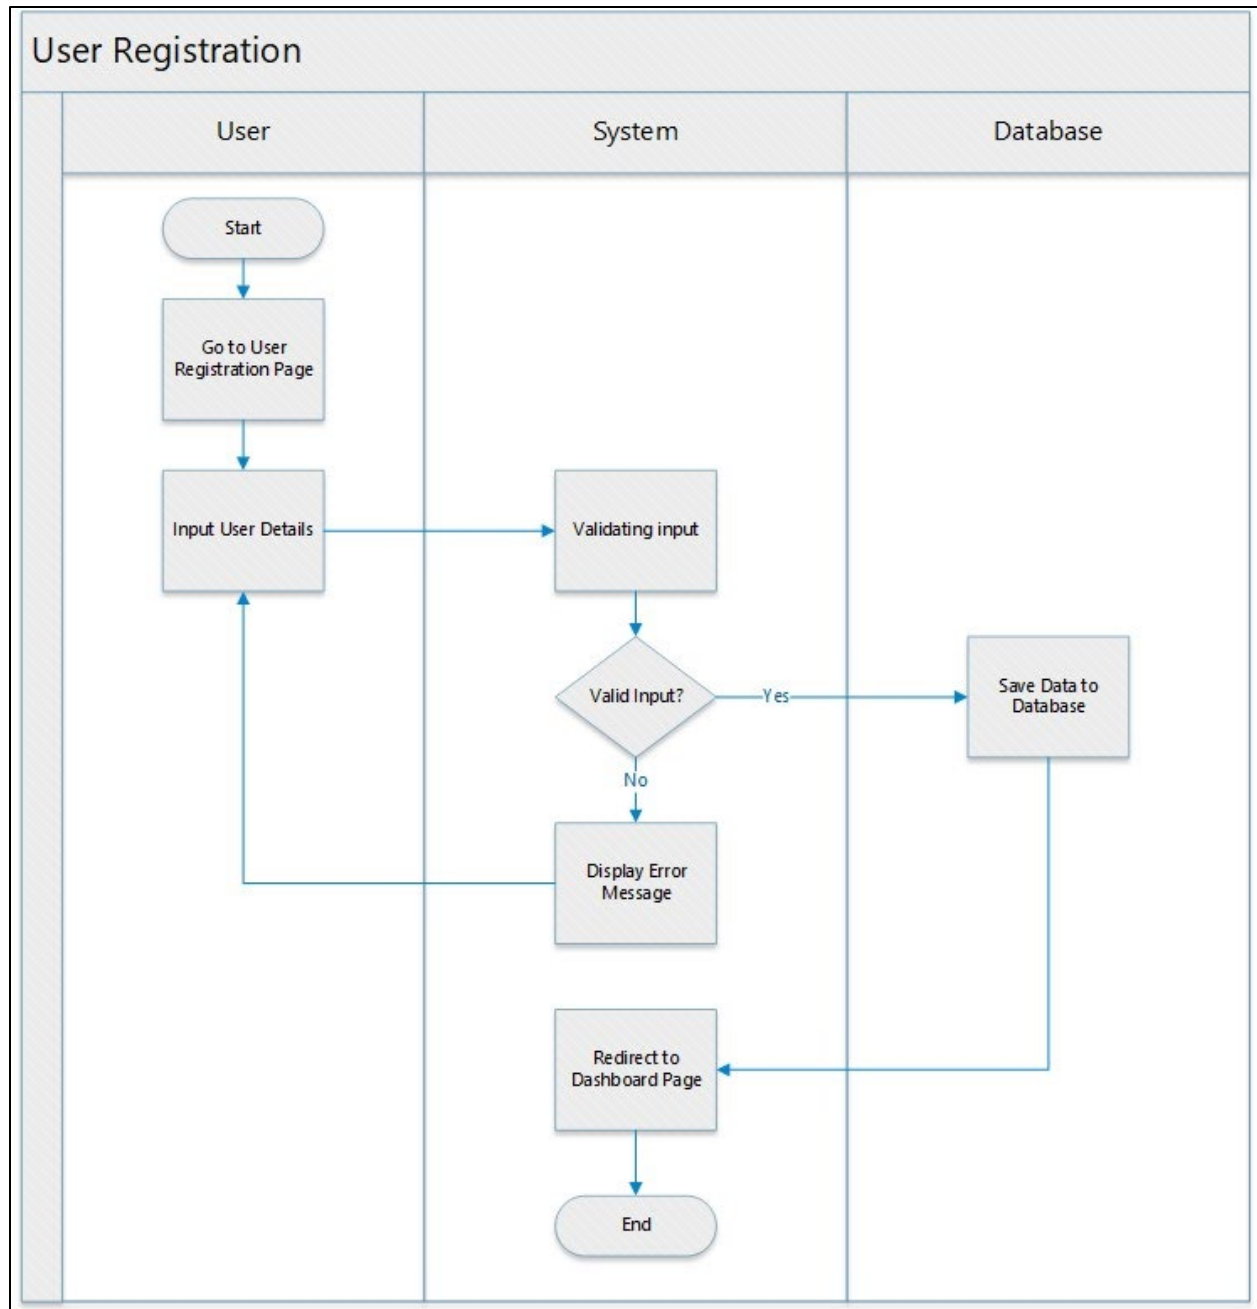 User Registration
User
System
Database
Start
Go to User
Registration Page
Input User Details
Validating input
Valid Input?
Yes
Save Data to
Database
No
Display Error
Message
Redirect to
Dashboard Page
End